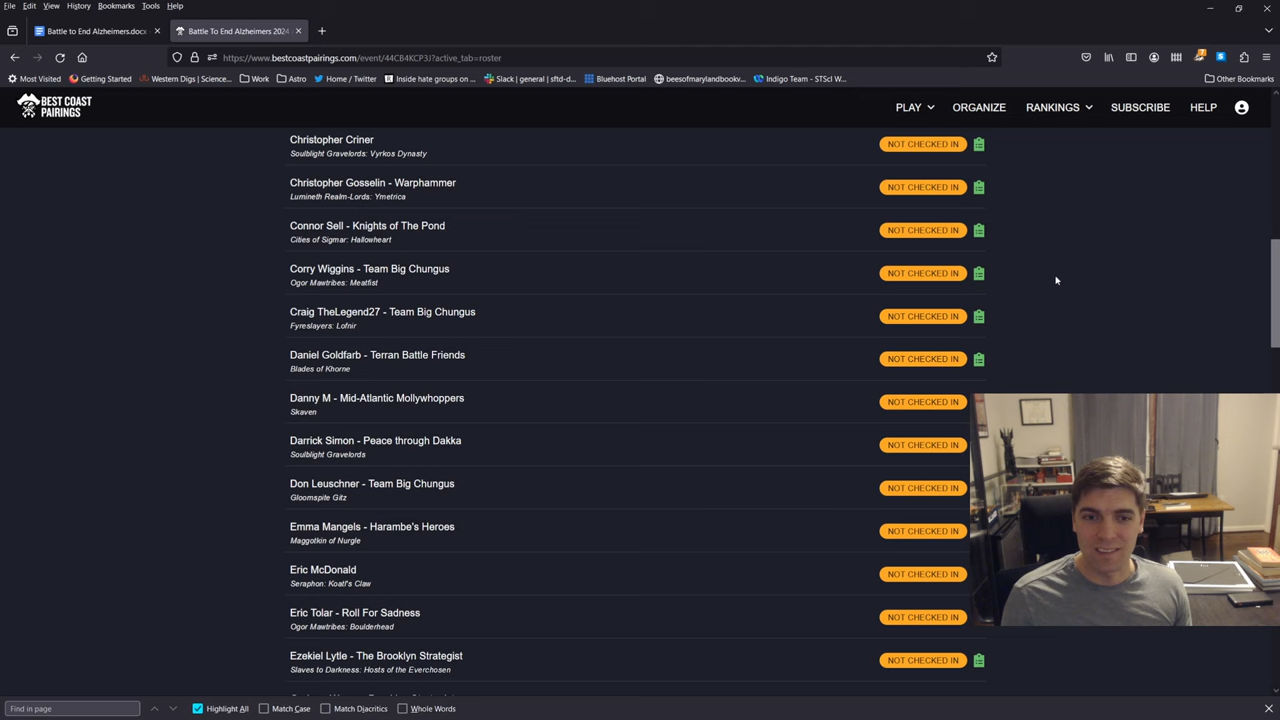 File Edit View History Bookmarks Tools Help
Battle to End Alzheimers.docx × Battle To End Alzheimers 2024 × +
https://www.bestcoastpairings.com/event/44CB4KCP3J?active_tab=roster
Most Visited Getting Started Western Digs | Science... Work Astro Home / Twitter Inside hate groups on ... Slack | general | sftd-d... Bluehost Portal beesofmarylandbookv... Indigo Team - STScI W... Other Bookmarks
BEST COAST
PAIRINGS
PLAY ORGANIZE RANKINGS SUBSCRIBE HELP
Christopher Criner
Soulblight Gravelords: Vyrkos Dynasty
NOT CHECKED IN
Christopher Gosselin - Warphammer
Lumineth Realm-Lords: Ymetrica
NOT CHECKED IN
Connor Sell - Knights of The Pond
Cities of Sigmar: Hallowheart
NOT CHECKED IN
Corry Wiggins - Team Big Chungus
Ogor Mawtribes: Meatfist
NOT CHECKED IN
Craig TheLegend27 - Team Big Chungus
Fyreslayers: Lofnir
NOT CHECKED IN
Daniel Goldfarb - Terran Battle Friends
Blades of Khorne
NOT CHECKED IN
Danny M - Mid-Atlantic Mollywhoppers
Skaven
NOT CHECKED IN
Darrick Simon - Peace through Dakka
Soulblight Gravelords
NOT CHECKED IN
Don Leuschner - Team Big Chungus
Gloomspite Gitz
NOT CHECKED IN
Emma Mangels - Harambe's Heroes
Maggotkin of Nurgle
NOT CHECKED IN
Eric McDonald
Seraphon: Koatl's Claw
NOT CHECKED IN
Eric Tolar - Roll For Sadness
Ogor Mawtribes: Boulderhead
NOT CHECKED IN
Ezekiel Lytle - The Brooklyn Strategist
Slaves to Darkness: Hosts of the Everchosen
NOT CHECKED IN
Find in page Highlight All Match Case Match Diacritics Whole Words